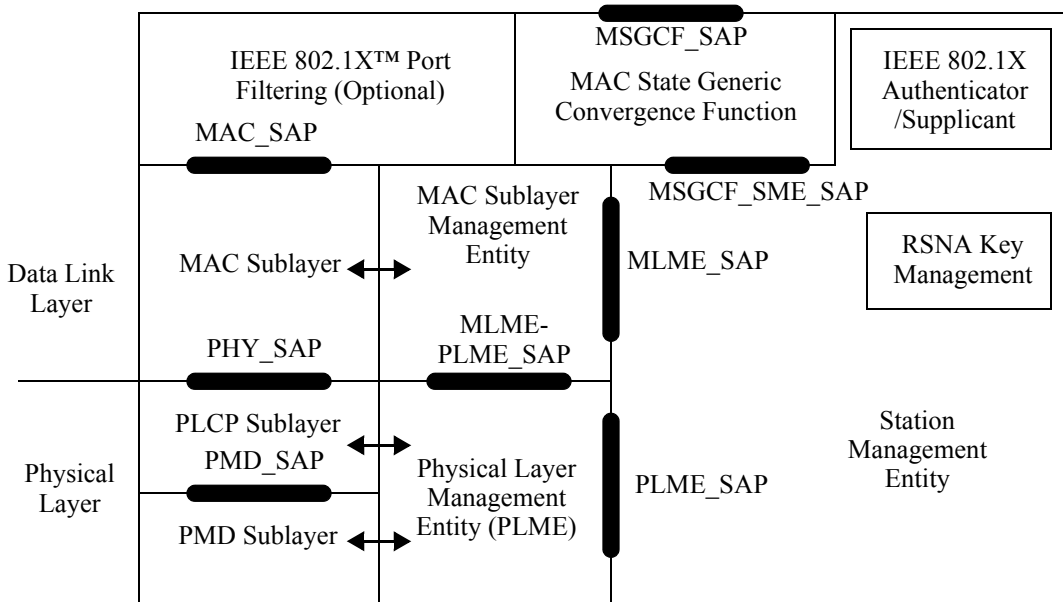 IEEE 802.1X™ Port
Filtering (Optional)
MAC_SAP
MSGCF_SAP
MAC State Generic
Convergence Function
IEEE 802.1X
Authenticator
/Supplicant
MSGCF_SME_SAP
MAC Sublayer
Management
Entity
MAC Sublayer
MLME_SAP
RSNA Key
Management
Data Link
Layer
PHY_SAP
MLME-
PLME_SAP
PLCP Sublayer
PMD_SAP
Physical Layer
Management
Entity (PLME)
PLME_SAP
Station
Management
Entity
Physical
Layer
PMD Sublayer